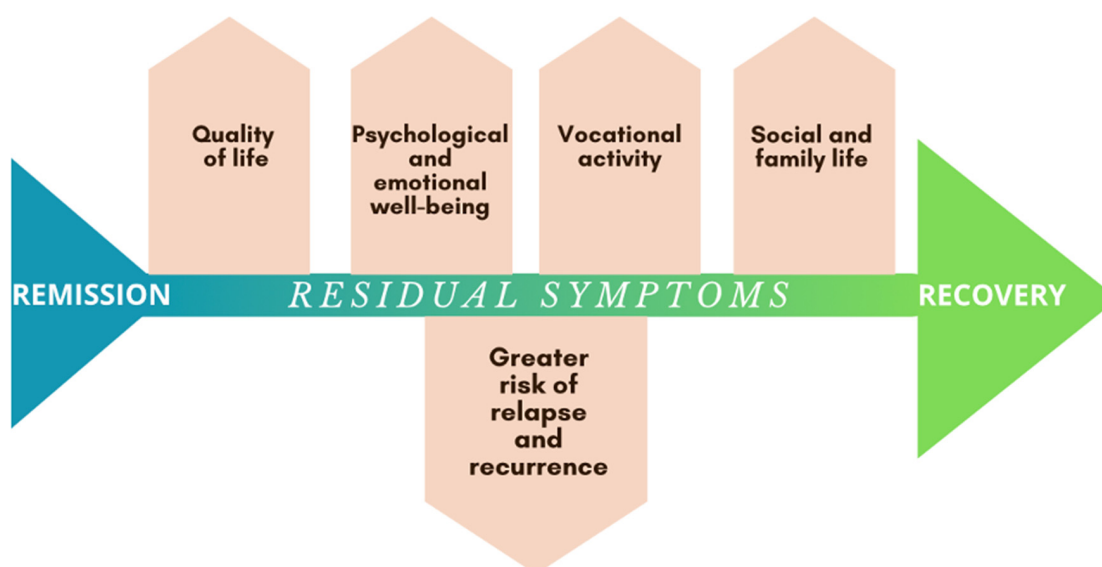 Quality
of life
Psychological
and
emotional
well-being
Vocational
activity
Social and
family life
REMISSION
RESIDUAL SYMPTOMS
RECOVERY
Greater
risk of
relapse
and
recurrence